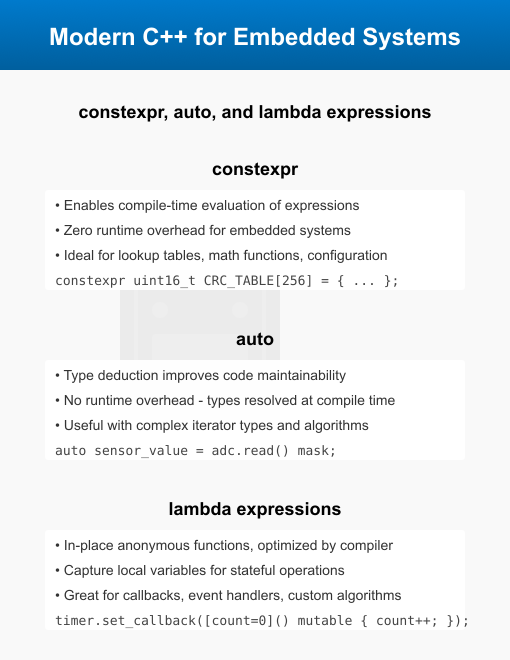 Modern C++ for Embedded Systems
constexpr, auto, and lambda expressions
constexpr
• Enables compile-time evaluation of expressions
• Zero runtime overhead for embedded systems
• Ideal for lookup tables, math functions, configuration
constexpr uint16_t CRC_TABLE[256] = { ... };
auto
• Type deduction improves code maintainability
• No runtime overhead - types resolved at compile time
• Useful with complex iterator types and algorithms
auto sensor_value = adc.read() mask;
lambda expressions
• In-place anonymous functions, optimized by compiler
• Capture local variables for stateful operations
• Great for callbacks, event handlers, custom algorithms
timer.set_callback([count=0]() mutable { count++; });